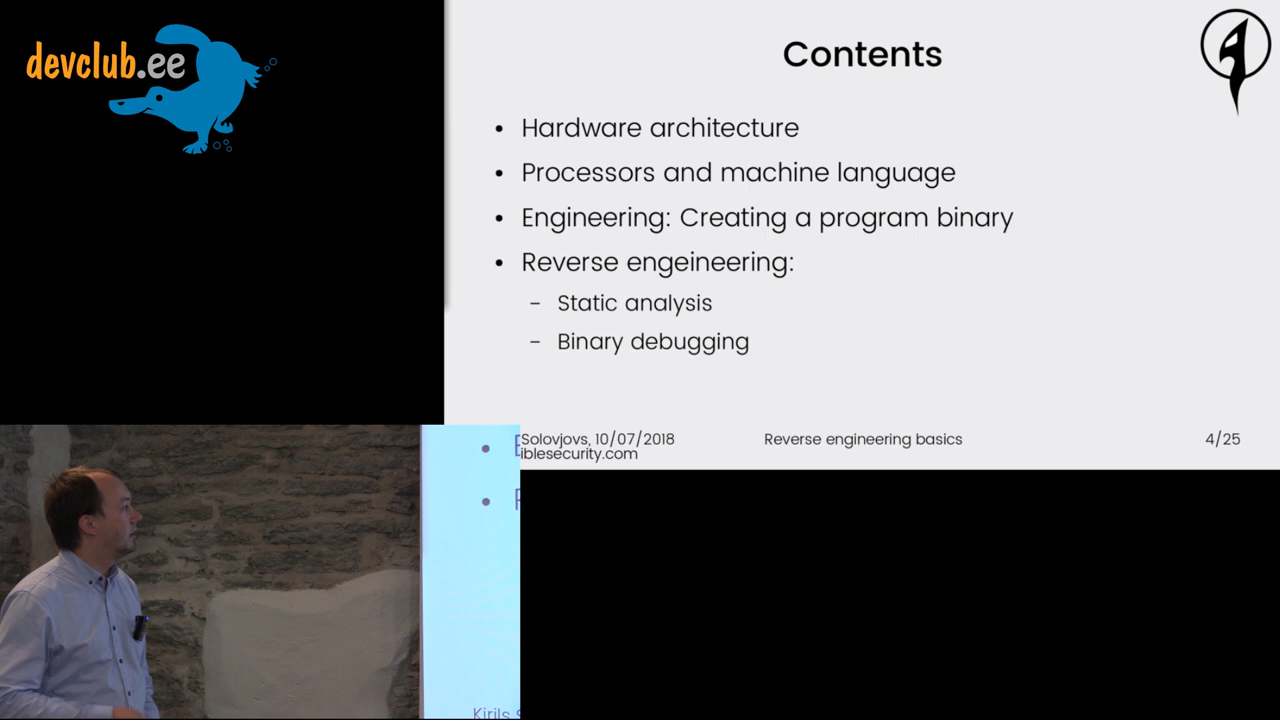 devclub.ee
Contents
• Hardware architecture
• Processors and machine language
• Engineering: Creating a program binary
• Reverse engeineering:
– Static analysis
– Binary debugging
Solovjovs, 10/07/2018
iblesecurity.com
Reverse engineering basics
4/25
Kirils